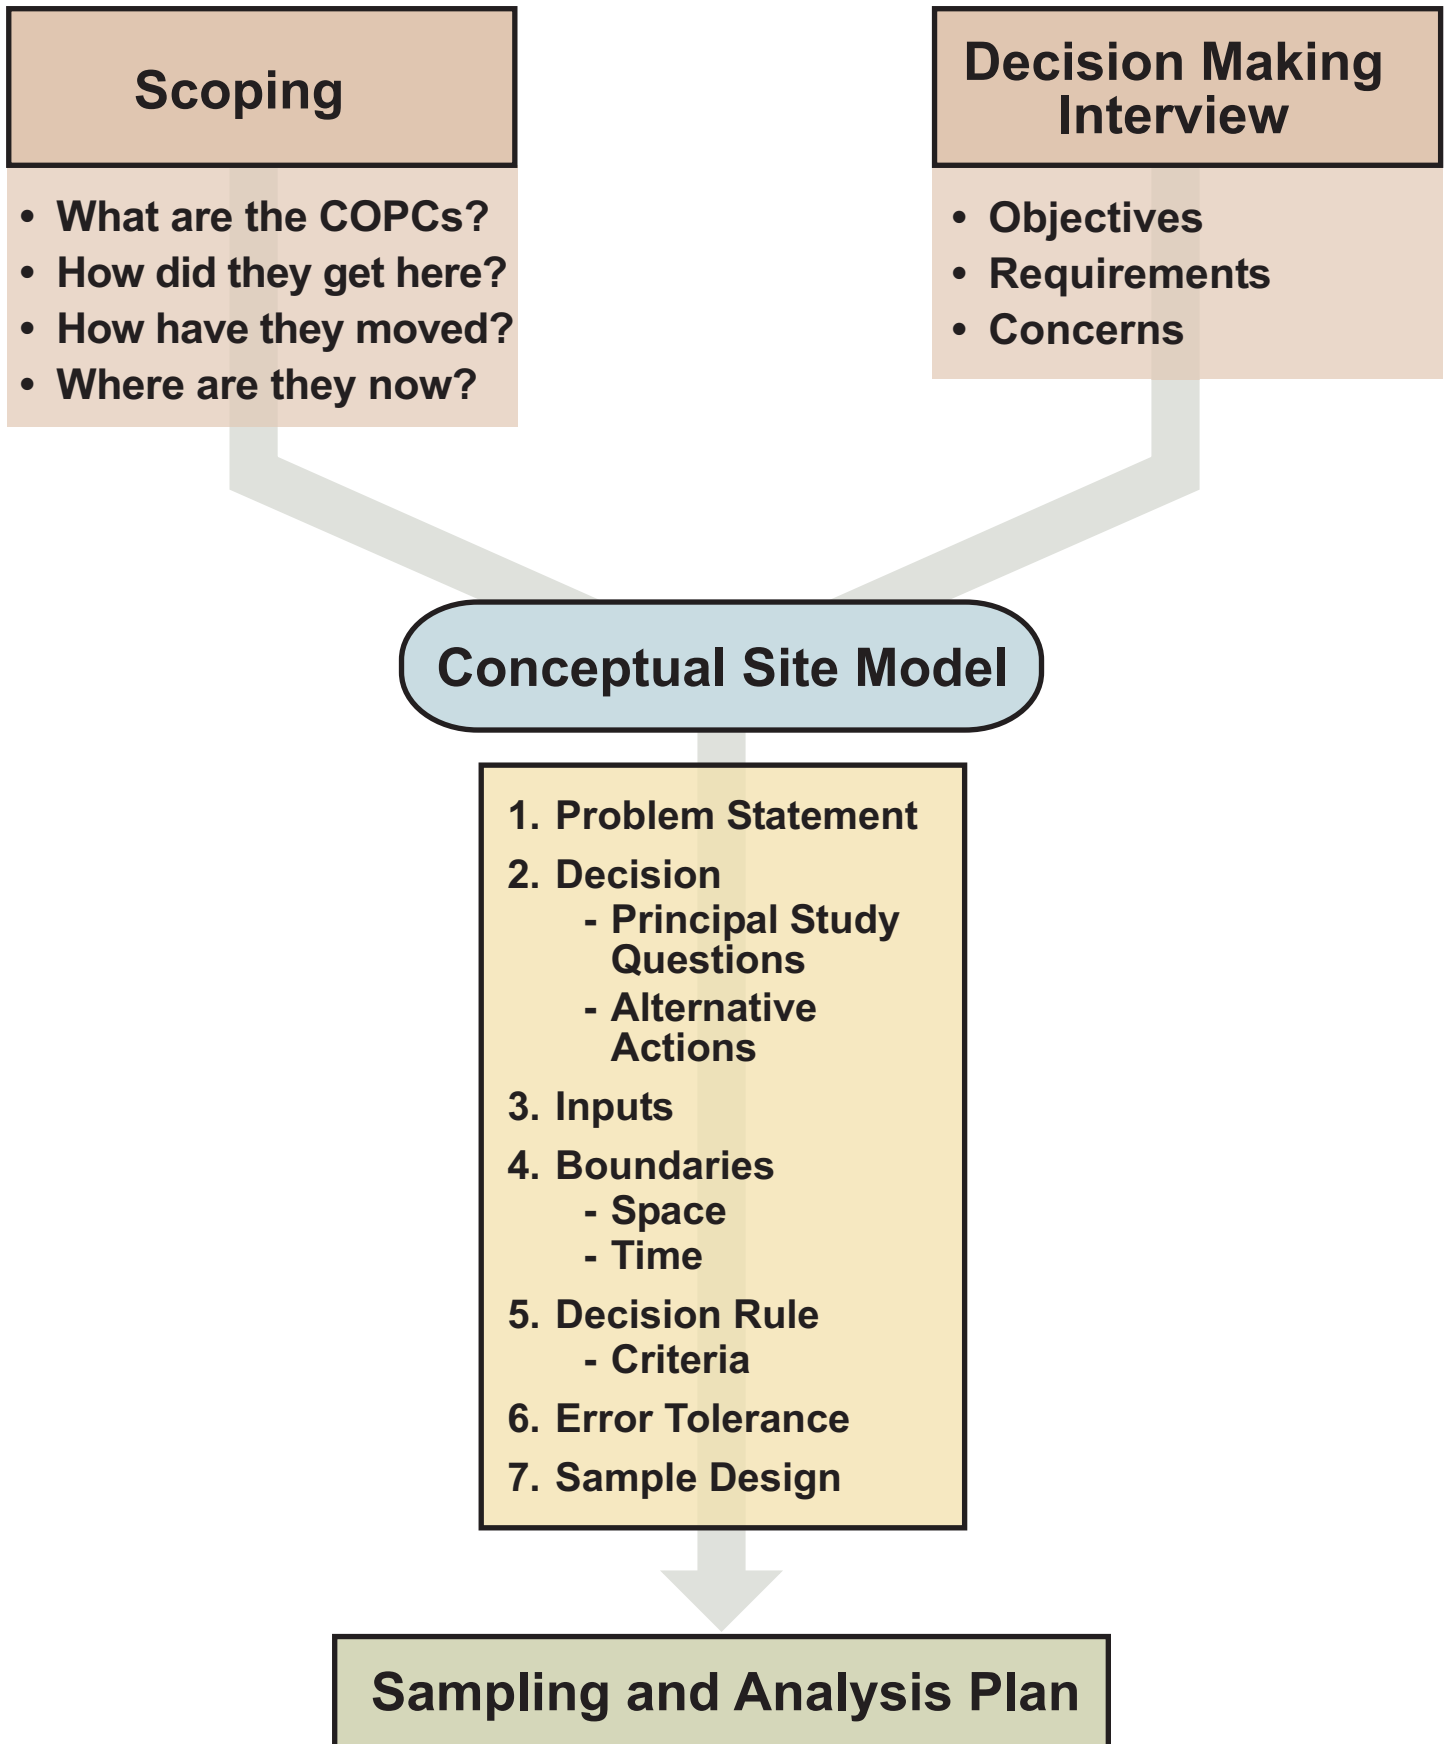 Scoping
• What are the COPCs?
• How did they get here?
• How have they moved?
• Where are they now?
Decision Making
Interview
• Objectives
• Requirements
• Concerns
Conceptual Site Model
1. Problem Statement
2. Decision
- Principal Study
Questions
- Alternative
Actions
3. Inputs
4. Boundaries
- Space
- Time
5. Decision Rule
- Criteria
6. Error Tolerance
7. Sample Design
Sampling and Analysis Plan